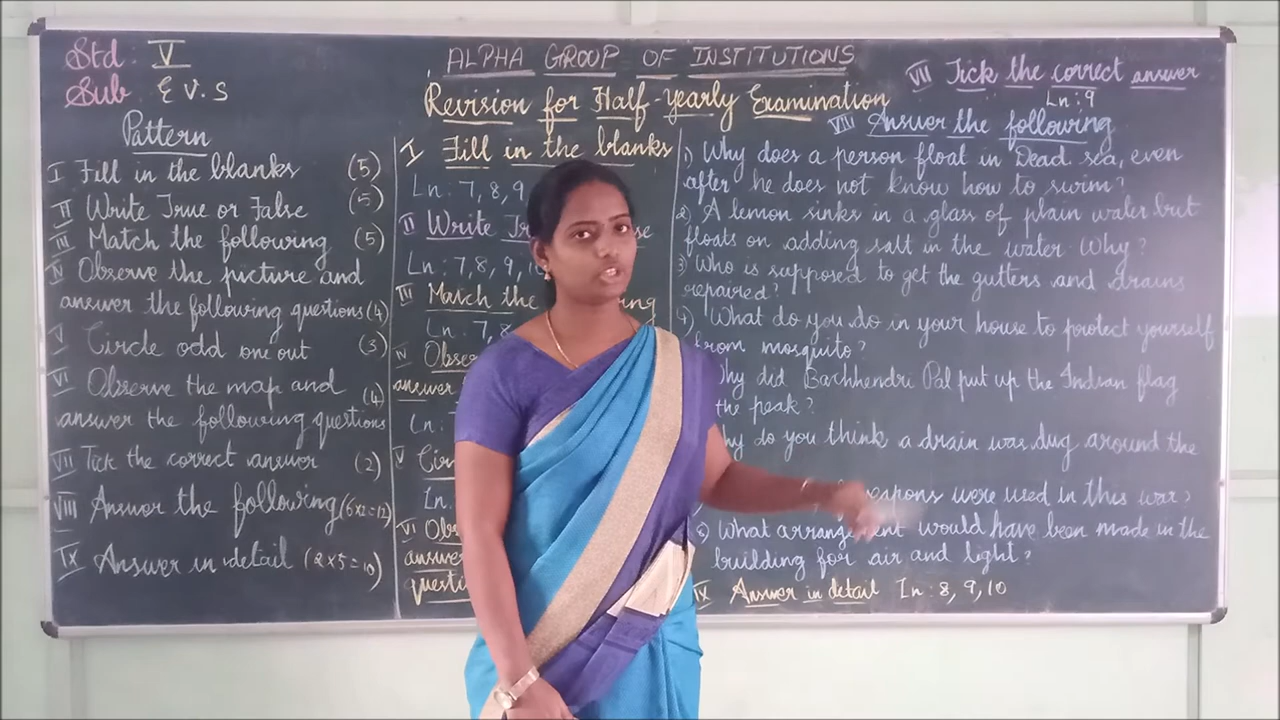 Std : V
Sub E V.S
ALPHA GROUP OF INSTITUTIONS
Revision for Half-yearly Examination
Pattern
I Fill in the blanks (5)
II Write True or False (5)
III Match the following (5)
IV Observe the picture and
answer the following questions (4)
V Circle odd one out (3)
VI Observe the map and
answer the following questions (4)
VII Tick the correct answer (2)
VIII Answer the following (6x2=12)
IX Answer in detail (2x5=10)
I Fill in the blanks
Ln: 7, 8, 9
II Write
Ln: 7, 8, 9, 10
III Match the
Ln: 7, 8
IV
answer
Ln:
V
Ln.
VI
answer
VII Tick the correct answer
Ln: 9
VIII Answer the following
1) Why does a person float in Dead sea, even
after he does not know how to swim?
2) A lemon sinks in a glass of plain water but
floats on adding salt in the water. Why?
3) Who is supposed to get the gutters and drains
repaired?
4) What do you do in your house to protect yourself
from mosquito?
did Bachhendri Pal put up the Indian flag
the peak?
do you think a drain was dug around the
weapons were used in this war?
8) What arrangement would have been made in the
building for air and light?
IX Answer in detail Ln: 8, 9, 10